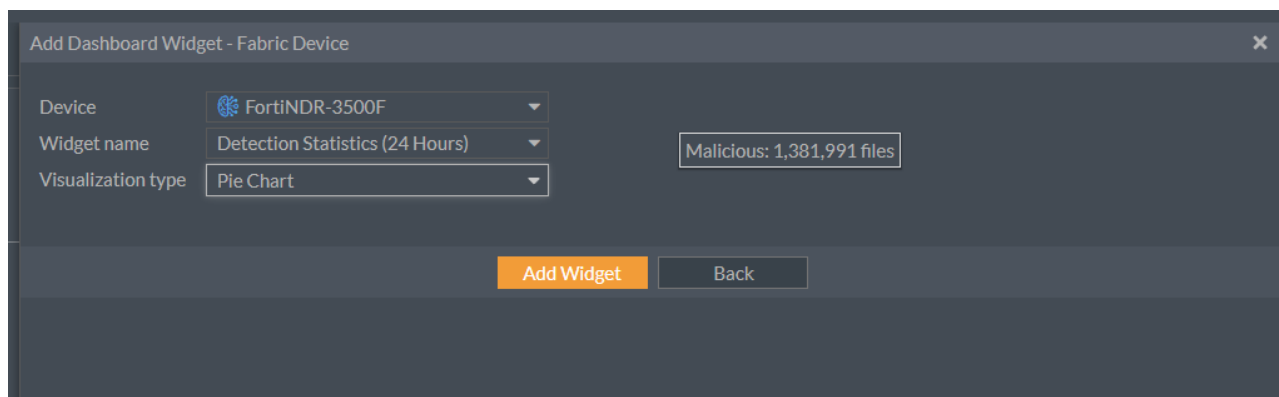 Add Dashboard Widget - Fabric Device
Device
FortiNDR-3500F
Widget name
Detection Statistics (24 Hours)
Malicious: 1,381,991 files
Visualization type
Pie Chart
Add Widget
Back